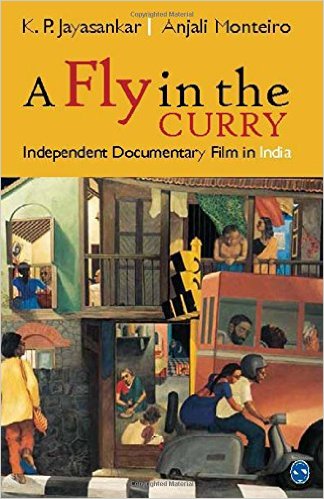 K. P. Jayasankar | Anjali Monteiro
A Fly in the
CURRY
Independent Documentary Film in India